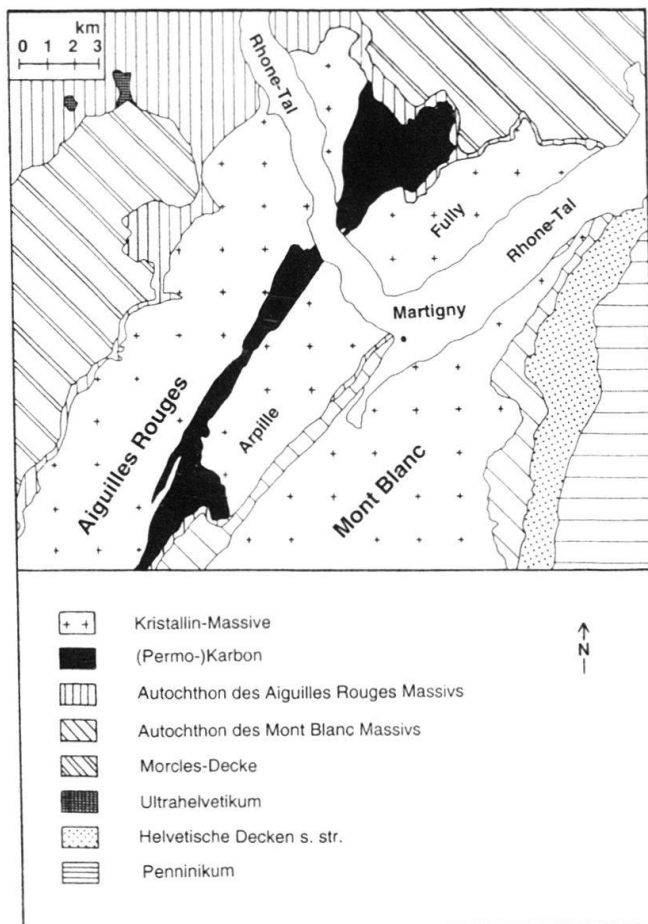 km
0 1 2 3
Rhone-Tal
Fully
Rhone-Tal
Martigny
Arpille
Aiguilles Rouges
Mont Blanc
Kristallin-Massive
(Permo-)Karbon
Autochthon des Aiguilles Rouges Massivs
Autochthon des Mont Blanc Massivs
Morcles-Decke
Ultrahelvetikum
Helvetische Decken s. str.
Penninikum
N